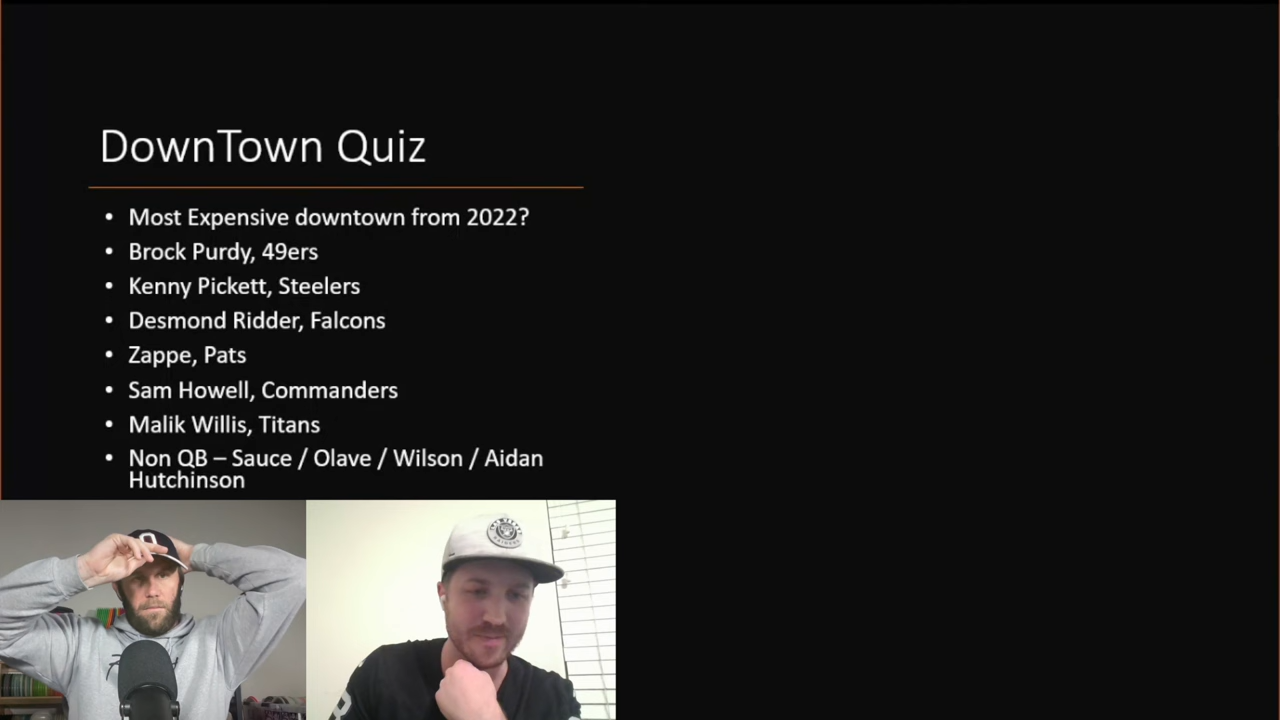 DownTown Quiz
• Most Expensive downtown from 2022?
• Brock Purdy, 49ers
• Kenny Pickett, Steelers
• Desmond Ridder, Falcons
• Zappe, Pats
• Sam Howell, Commanders
• Malik Willis, Titans
• Non QB – Sauce / Olave / Wilson / Aidan
Hutchinson